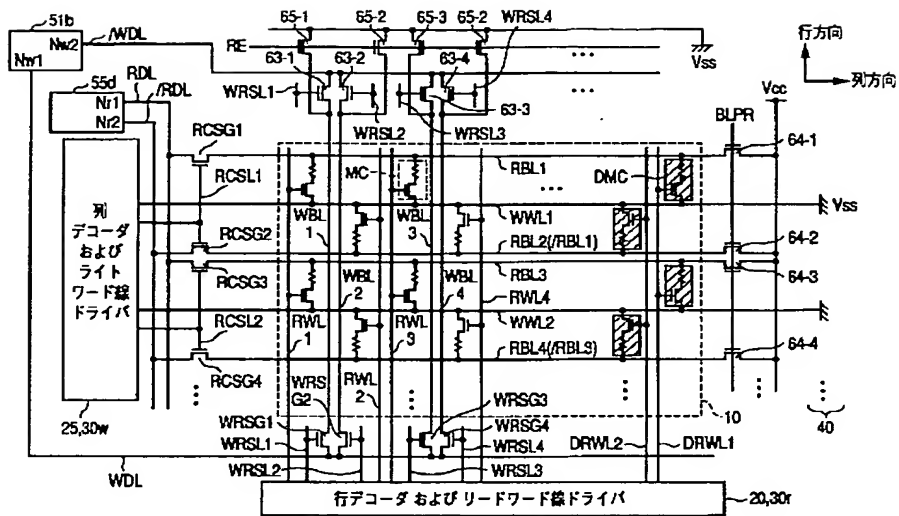 51b
Nw2
Nw1
/WDL
RE
65-1
65-2
65-3
65-2
WRSL4
Vss
行方向
列方向
63-1
63-2
63-4
63-3
55d
RDL
/RDL
Nr1
Nr2
WRSL1
WRSL2
WRSL3
BLPR
Vcc
RCSG1
RCSL1
MC
RBL1
DMC
64-1
WBL
1
WBL
3
WWL1
Vss
列
デコーダ
および
ライト
ワード線
ドライバ
RCSG2
RCSG3
RBL2(/RBL1)
RBL3
64-2
64-3
WBL
2
WBL
4
RWL4
RCSL2
RWL
1
RWL
3
WWL2
RBL4(/RBL3)
64-4
RCSG4
25,30w
WRSG1
WRS
G2
RWL
2
WRSG3
WRSG4
10
40
WRSL1
WRSL2
WRSL4
WRSL3
DRWL2
DRWL1
WDL
行デコーダ および リードワード線ドライバ
20,30r